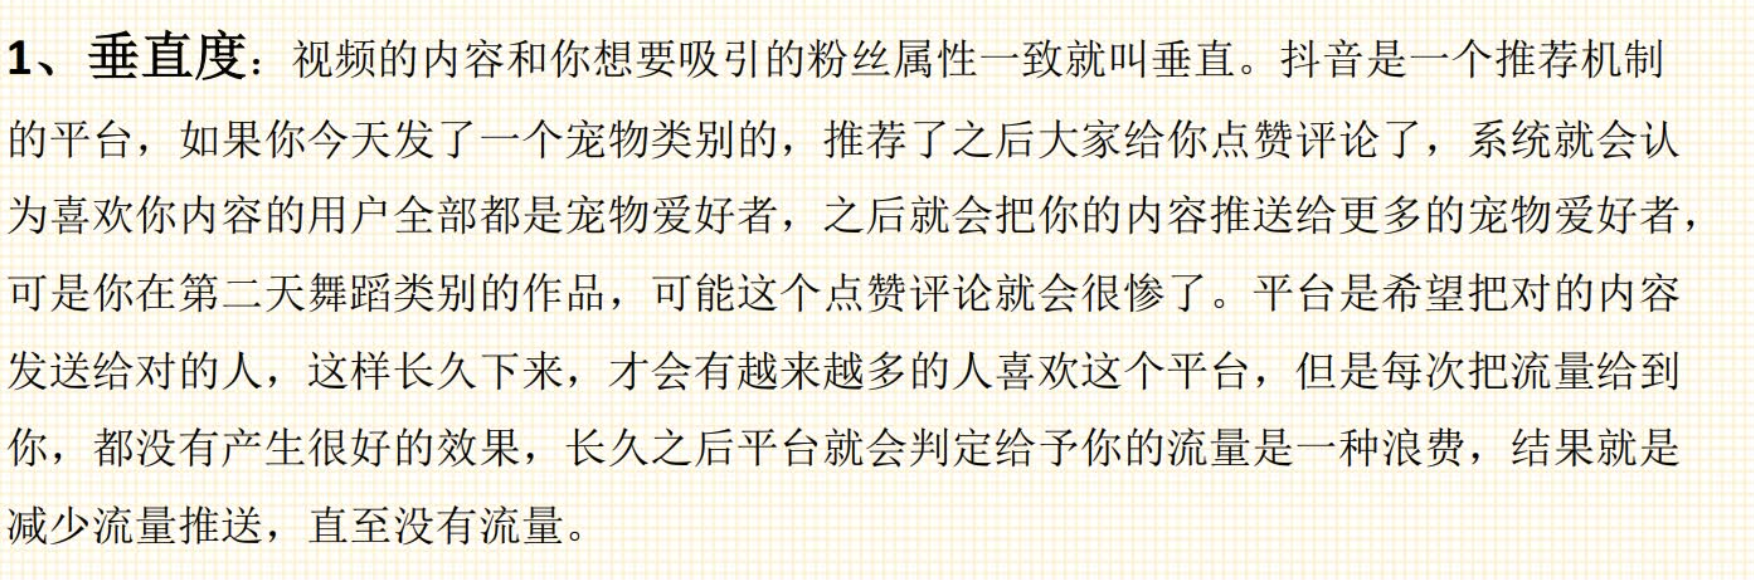 1、垂直度：视频的内容和你想要吸引的粉丝属性一致就叫垂直。抖音是一个推荐机制
的平台，如果你今天发了一个宠物类别的，推荐了之后大家给你点赞评论了，系统就会认
为喜欢你内容的用户全部都是宠物爱好者，之后就会把你的内容推送给更多的宠物爱好者，
可是你在第二天舞蹈类别的作品，可能这个点赞评论就会很惨了。平台是希望把对的内容
发送给对的人，这样长久下来，才会有越来越多的人喜欢这个平台，但是每次把流量给到
你，都没有产生很好的效果，长久之后平台就会判定给予你的流量是一种浪费，结果就是
减少流量推送，直至没有流量。